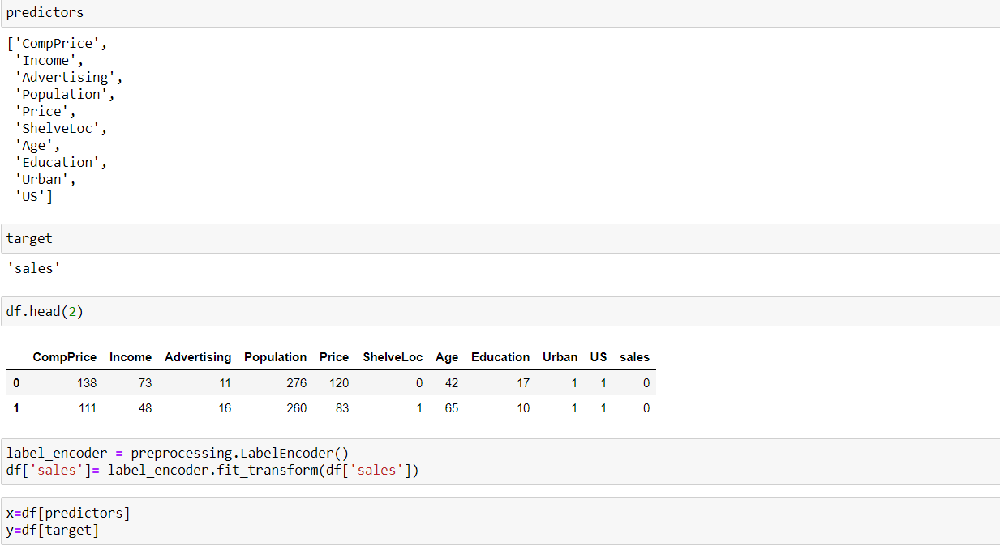 predictors
['CompPrice',
 'Income',
 'Advertising',
 'Population',
 'Price',
 'ShelveLoc',
 'Age',
 'Education',
 'Urban',
 'US']
target
'sales'
df.head(2)
CompPrice Income Advertising Population Price ShelveLoc Age Education Urban US sales
0 138 73 11 276 120 0 42 17 1 1 0
1 111 48 16 260 83 1 65 10 1 1 0
label_encoder = preprocessing.LabelEncoder()
df['sales']= label_encoder.fit_transform(df['sales'])
x=df[predictors]
y=df[target]